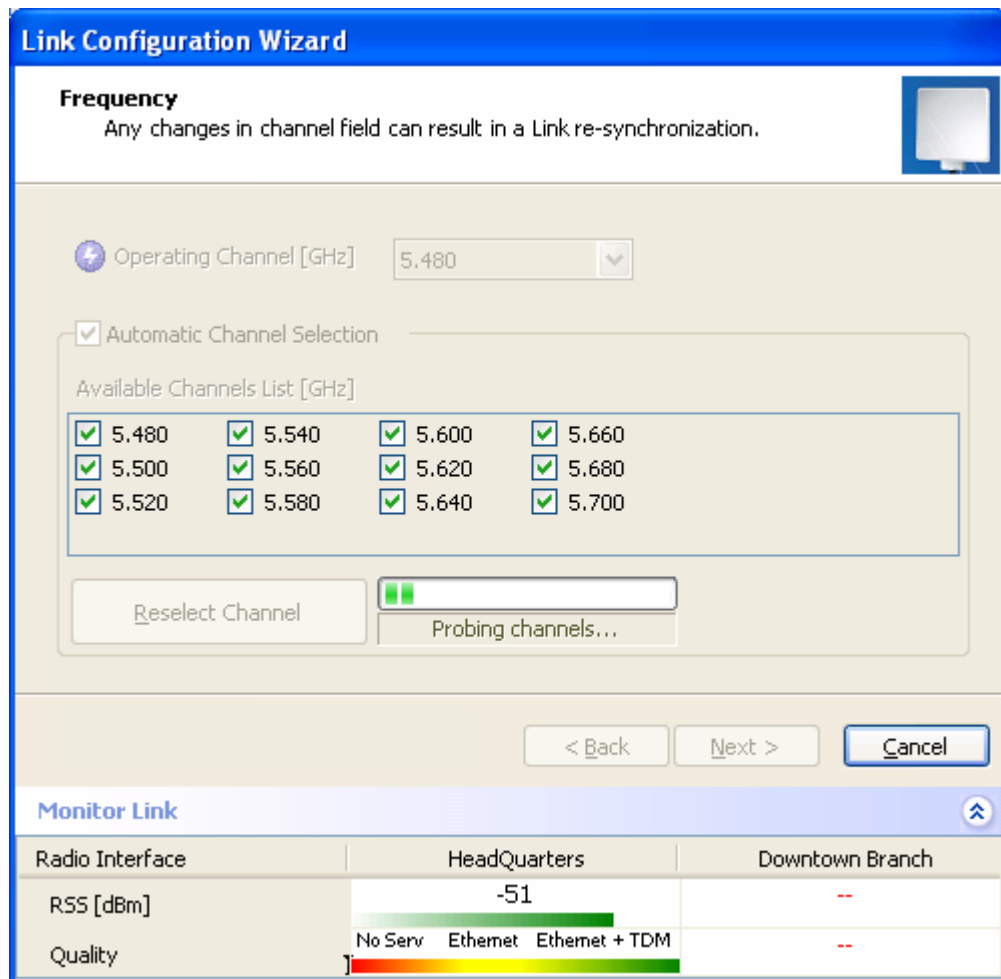 Link Configuration Wizard
Frequency
Any changes in channel field can result in a Link re-synchronization.
Operating Channel [GHz] 5.480
Automatic Channel Selection
Available Channels List [GHz]
5.480 5.540 5.600 5.660
5.500 5.560 5.620 5.680
5.520 5.580 5.640 5.700
Reselect Channel
Probing channels...
< Back Next > Cancel
Monitor Link
Radio Interface HeadQuarters Downtown Branch
RSS [dBm] -51 --
No Serv Ethernet Ethernet + TDM
Quality --